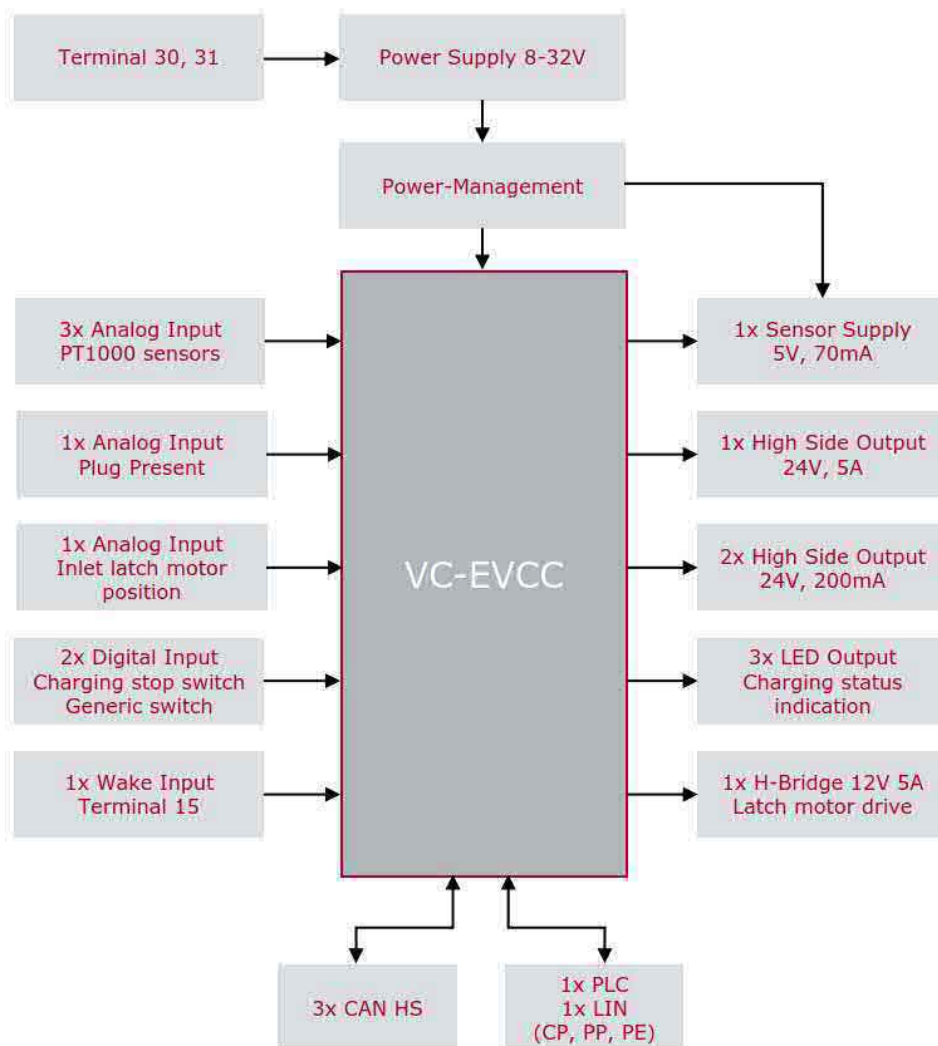 Terminal 30, 31
Power Supply 8-32V
Power-Management
3x Analog Input
PT1000 sensors
1x Analog Input
Plug Present
1x Analog Input
Inlet latch motor
position
2x Digital Input
Charging stop switch
Generic switch
1x Wake Input
Terminal 15
VC-EVCC
1x Sensor Supply
5V, 70mA
1x High Side Output
24V, 5A
2x High Side Output
24V, 200mA
3x LED Output
Charging status
indication
1x H-Bridge 12V 5A
Latch motor drive
3x CAN HS
1x PLC
1x LIN
(CP, PP, PE)